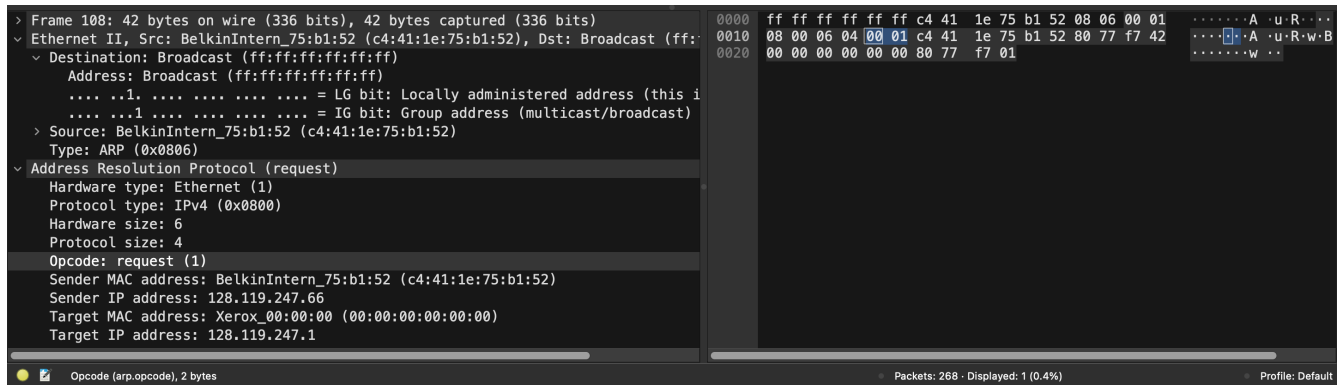 Frame 108: 42 bytes on wire (336 bits), 42 bytes captured (336 bits)
Ethernet II, Src: BelkinIntern_75:b1:52 (c4:41:1e:75:b1:52), Dst: Broadcast (ff:
Destination: Broadcast (ff:ff:ff:ff:ff:ff)
Address: Broadcast (ff:ff:ff:ff:ff:ff)
.... ..1. .... .... .... .... = LG bit: Locally administered address (this i
.... ...1 .... .... .... .... = IG bit: Group address (multicast/broadcast)
Source: BelkinIntern_75:b1:52 (c4:41:1e:75:b1:52)
Type: ARP (0x0806)
Address Resolution Protocol (request)
Hardware type: Ethernet (1)
Protocol type: IPv4 (0x0800)
Hardware size: 6
Protocol size: 4
Opcode: request (1)
Sender MAC address: BelkinIntern_75:b1:52 (c4:41:1e:75:b1:52)
Sender IP address: 128.119.247.66
Target MAC address: Xerox_00:00:00 (00:00:00:00:00:00)
Target IP address: 128.119.247.1
0000 ff ff ff ff ff ff c4 41 1e 75 b1 52 08 06 00 01 ·······A ·u·R····
0010 08 00 06 04 00 01 c4 41 1e 75 b1 52 80 77 f7 42 ·······A ·u·R·w·B
0020 00 00 00 00 00 00 80 77 f7 01 ·······w ··
Opcode (arp.opcode), 2 bytes
Packets: 268 · Displayed: 1 (0.4%)
Profile: Default